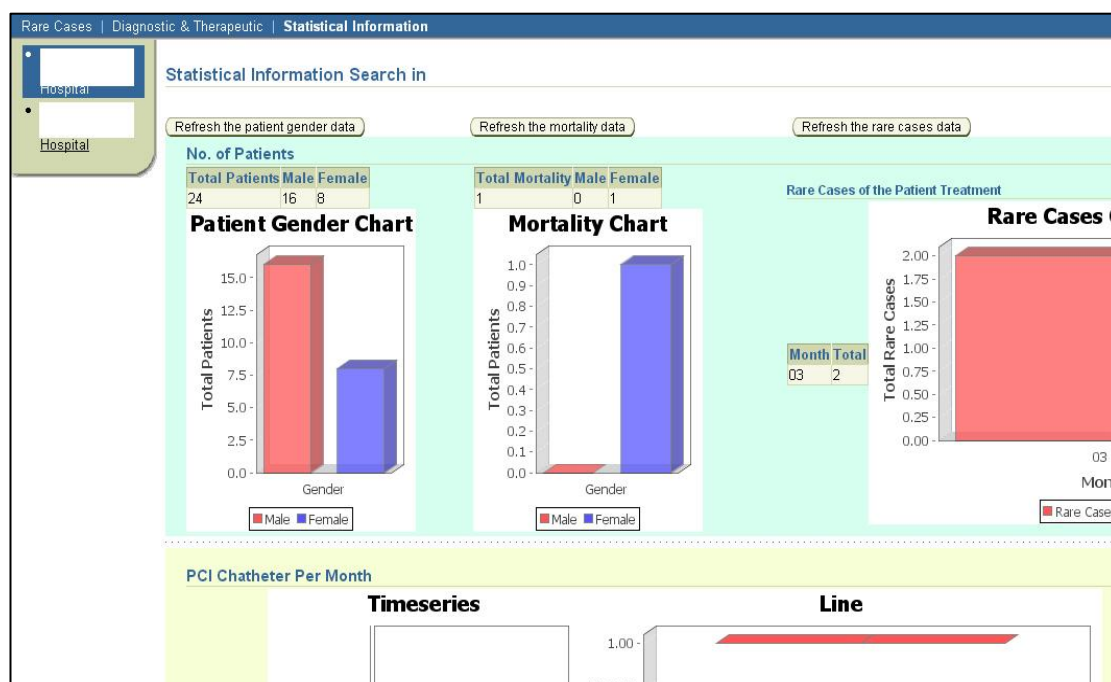 Rare Cases | Diagnostic & Therapeutic | Statistical Information
Hospital
Hospital
Statistical Information Search in
Refresh the patient gender data
Refresh the mortality data
Refresh the rare cases data
No. of Patients
Total Patients Male Female
24 16 8
Total Mortality Male Female
1 0 1
Rare Cases of the Patient Treatment
Patient Gender Chart
15.0
12.5
10.0
7.5
5.0
2.5
0.0
Total Patients
Gender
Male Female
Mortality Chart
1.0
0.9
0.8
0.7
0.6
0.5
0.4
0.3
0.2
0.1
0.0
Total Patients
Gender
Male Female
Month Total
03 2
Rare Cases
2.00
1.75
1.50
1.25
1.00
0.75
0.50
0.25
0.00
Total Rare Cases
03
Mon
Rare Case
PCI Chatheter Per Month
Timeseries
Line
1.00